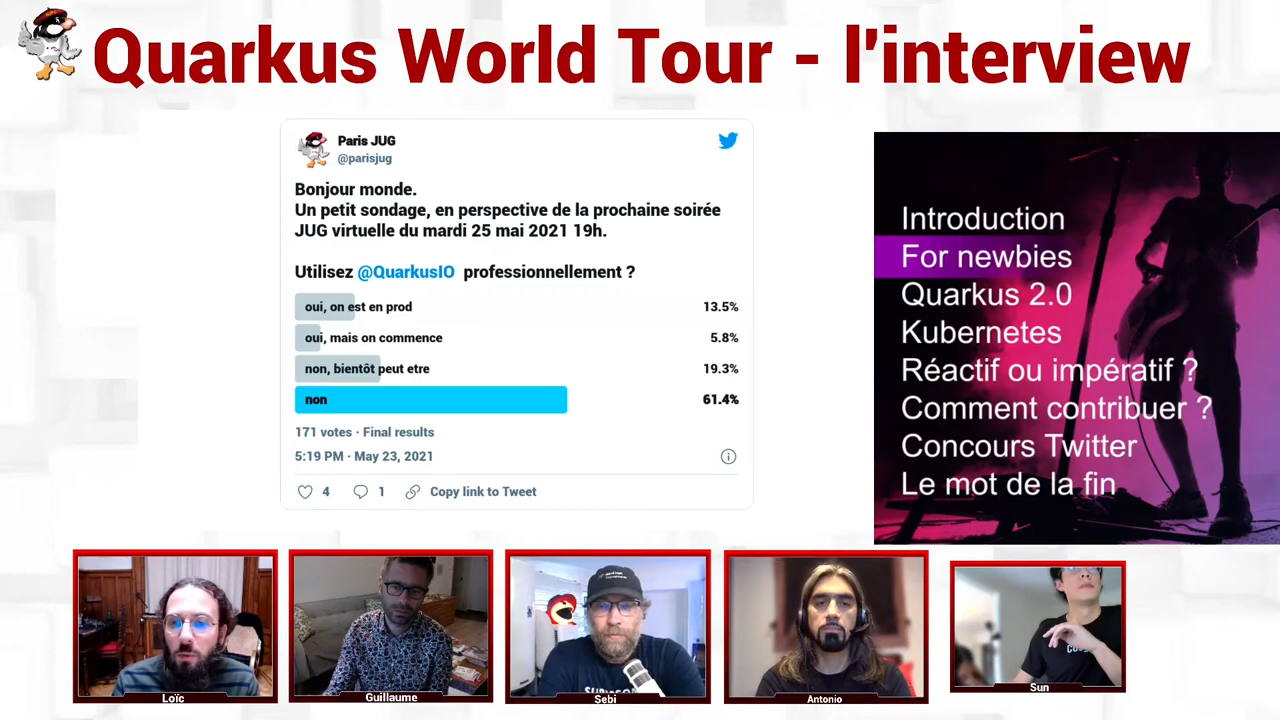 Quarkus World Tour - l'interview
Paris JUG
@parisjug
Bonjour monde.
Un petit sondage, en perspective de la prochaine soirée
JUG virtuelle du mardi 25 mai 2021 19h.
Utilisez @QuarkusIO professionnellement ?
oui, on est en prod 13.5%
oui, mais on commence 5.8%
non, bientôt peut etre 19.3%
non 61.4%
171 votes · Final results
5:19 PM · May 23, 2021
4 1 Copy link to Tweet
Introduction
For newbies
Quarkus 2.0
Kubernetes
Réactif ou impératif ?
Comment contribuer ?
Concours Twitter
Le mot de la fin
Loïc
Guillaume
Sebi
Antonio
Sun